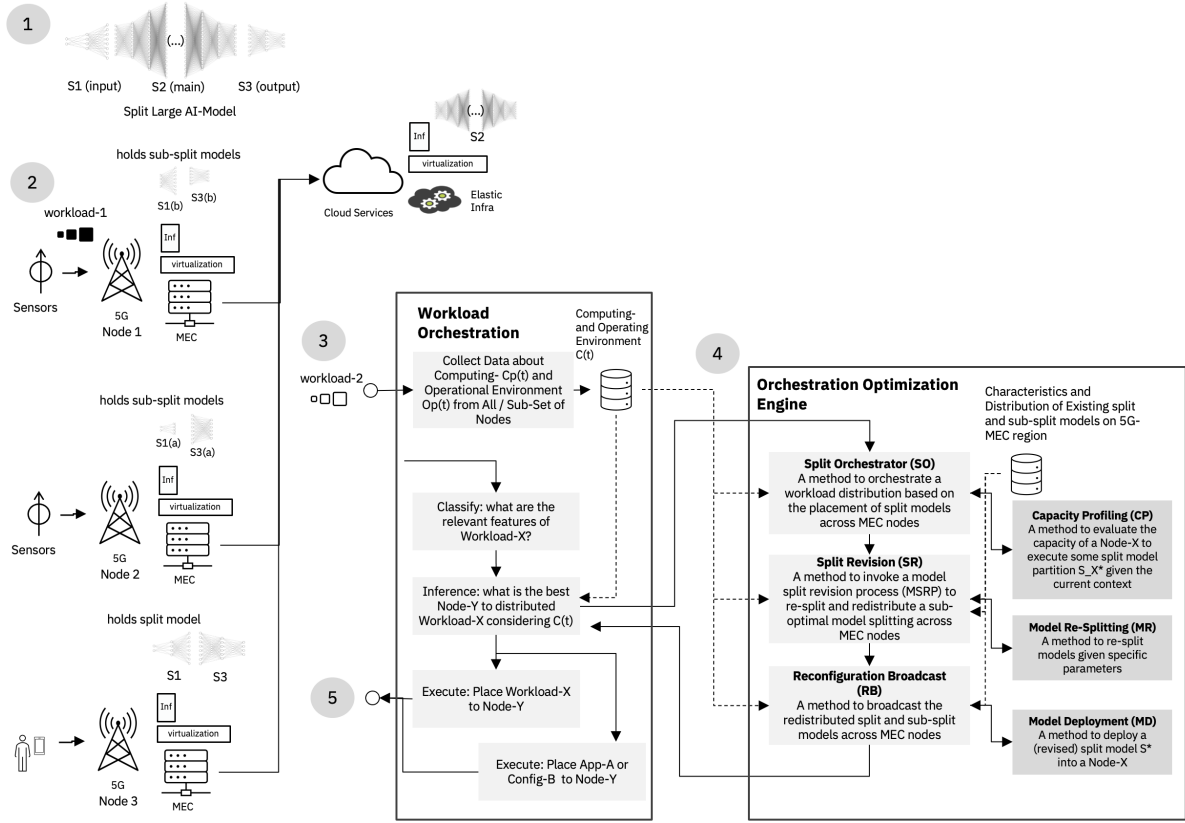 1
(...)
S1 (input)
S2 (main)
S3 (output)
Split Large AI-Model
(...)
Inf
S2
virtualization
Cloud Services
Elastic
Infra
2
holds sub-split models
S1(b)
S3(b)
workload-1
Inf
virtualization
Sensors
5G
Node 1
MEC
holds sub-split models
S1(a)
S3(a)
Inf
virtualization
Sensors
5G
Node 2
MEC
holds split model
S1
S3
Inf
virtualization
5G
Node 3
MEC
3
workload-2
Workload
Orchestration
Computing-
and Operating
Environment
C(t)
Collect Data about
Computing- Cp(t) and
Operational Environment
Op(t) from All / Sub-Set of
Nodes
Classify: what are the
relevant features of
Workload-X?
Inference: what is the best
Node-Y to distributed
Workload-X considering C(t)
5
Execute: Place Workload-X
to Node-Y
Execute: Place App-A or
Config-B to Node-Y
4
Orchestration Optimization
Engine
Characteristics and
Distribution of Existing split
and sub-split models on 5G-
MEC region
Split Orchestrator (SO)
A method to orchestrate a
workload distribution based on
the placement of split models
across MEC nodes
Split Revision (SR)
A method to invoke a model
split revision process (MSRP) to
re-split and redistribute a sub-
optimal model splitting across
MEC nodes
Reconfiguration Broadcast
(RB)
A method to broadcast the
redistributed split and sub-split
models across MEC nodes
Capacity Profiling (CP)
A method to evaluate the
capacity of a Node-X to
execute some split model
partition S_X* given the
current context
Model Re-Splitting (MR)
A method to re-split
models given specific
parameters
Model Deployment (MD)
A method to deploy a
(revised) split model S*
into a Node-X